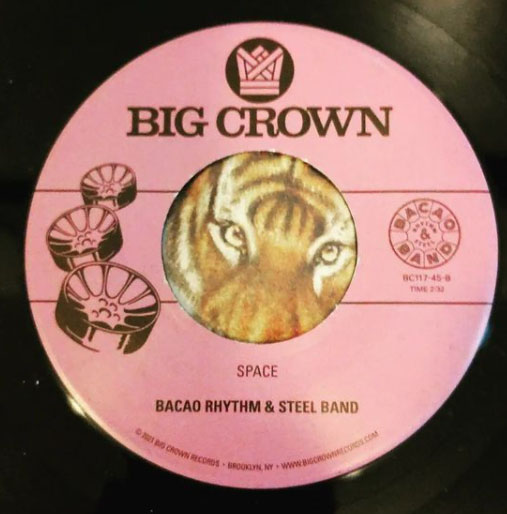 BIG CROWN
BACAO
RHYTHM &
STEEL
BAND
BC117-45-B
TIME 2:32
SPACE
BACAO RHYTHM & STEEL BAND
© 2021 BIG CROWN RECORDS • BROOKLYN, NY • WWW.BIGCROWNRECORDS.COM